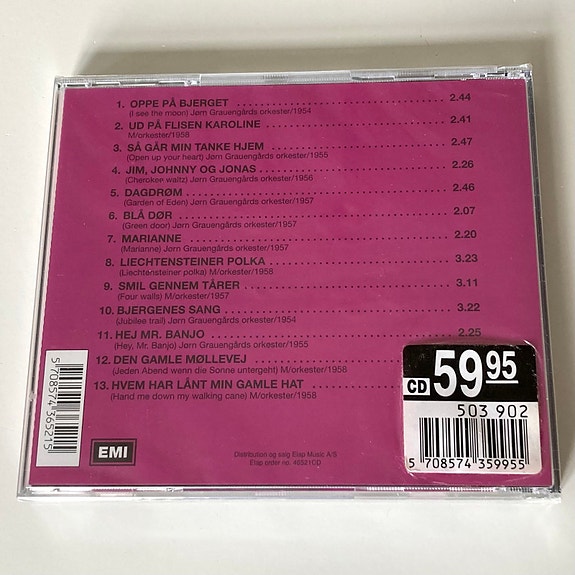 1. OPPE PÅ BJERGET 2.44
(I see the moon) Jørn Grauengårds orkester/1954
2. UD PÅ FLISEN KAROLINE 2.41
M/orkester/1958
3. SÅ GÅR MIN TANKE HJEM 2.47
(Open up your heart) Jørn Grauengårds orkester/1955
4. JIM, JOHNNY OG JONAS 2.26
(Cherokee waltz) Jørn Grauengårds orkester/1956
5. DAGDRØM 2.46
(Garden of Eden) Jørn Grauengårds orkester/1957
6. BLÅ DØR 2.07
(Green door) Jørn Grauengårds orkester/1957
7. MARIANNE 2.20
(Marianne) Jørn Grauengårds orkester/1957
8. LIECHTENSTEINER POLKA 3.23
(Liechtensteiner polka) M/orkester/1958
9. SMIL GENNEM TÅRER 3.11
(Four walls) M/orkester/1957
10. BJERGENES SANG 3.22
(Jubilee trail) Jørn Grauengårds orkester/1954
11. HEJ MR. BANJO 2.25
(Hey, Mr. Banjo) Jørn Grauengårds orkester/1955
12. DEN GAMLE MØLLEVEJ
(Jeden Abend wenn die Sonne untergeht) M/orkester/1958
13. HVEM HAR LÅNT MIN GAMLE HAT
(Hand me down my walking cane) M/orkester/1958
5 708574 365215
EMI
Distribution og salg Elap Music A/S
Elap order no. 46521CD
CD 59.95
503 902
5 708574 359955